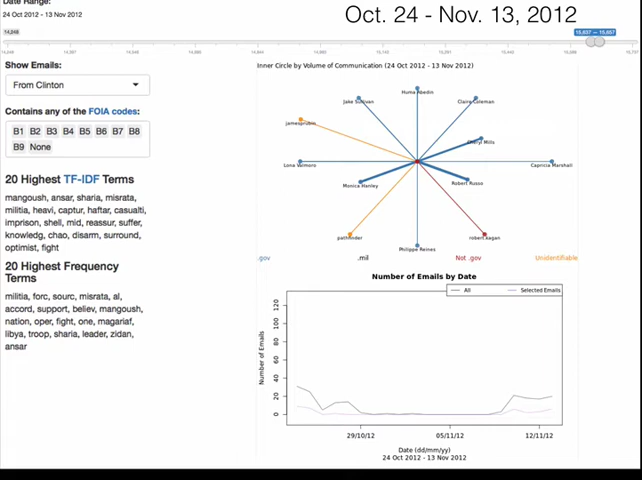 Date Range:
24 Oct 2012 - 13 Nov 2012
Oct. 24 - Nov. 13, 2012
14,246
15,637 — 15,657
Show Emails:
From Clinton
Contains any of the FOIA codes:
B1 B2 B3 B4 B5 B6 B7 B8
B9 None
20 Highest TF-IDF Terms
mangoush, ansar, sharia, misrata,
militia, heavi, captur, haftar, casualti,
imprison, shell, mid, reassur, suffer,
knowledg, chao, disarm, surround,
optimist, fight
20 Highest Frequency
Terms
militia, forc, sourc, misrata, al,
accord, support, believ, mangoush,
nation, oper, fight, one, magariaf,
libya, troop, sharia, leader, zidan,
ansar
Inner Circle by Volume of Communication (24 Oct 2012 - 13 Nov 2012)
Huma Abedin
Jake Sullivan
Claire Coleman
jamesprubin
Cheryl Mills
Lona Valmoro
Capricia Marshall
Monica Hanley
Robert Russo
pathfinder
robert.kagan
Philippe Reines
.gov
.mil
Not .gov
Unidentifiable
Number of Emails by Date
All
Selected Emails
Number of Emails
120
100
80
60
40
20
0
29/10/12
05/11/12
12/11/12
Date (dd/mm/yy)
24 Oct 2012 - 13 Nov 2012